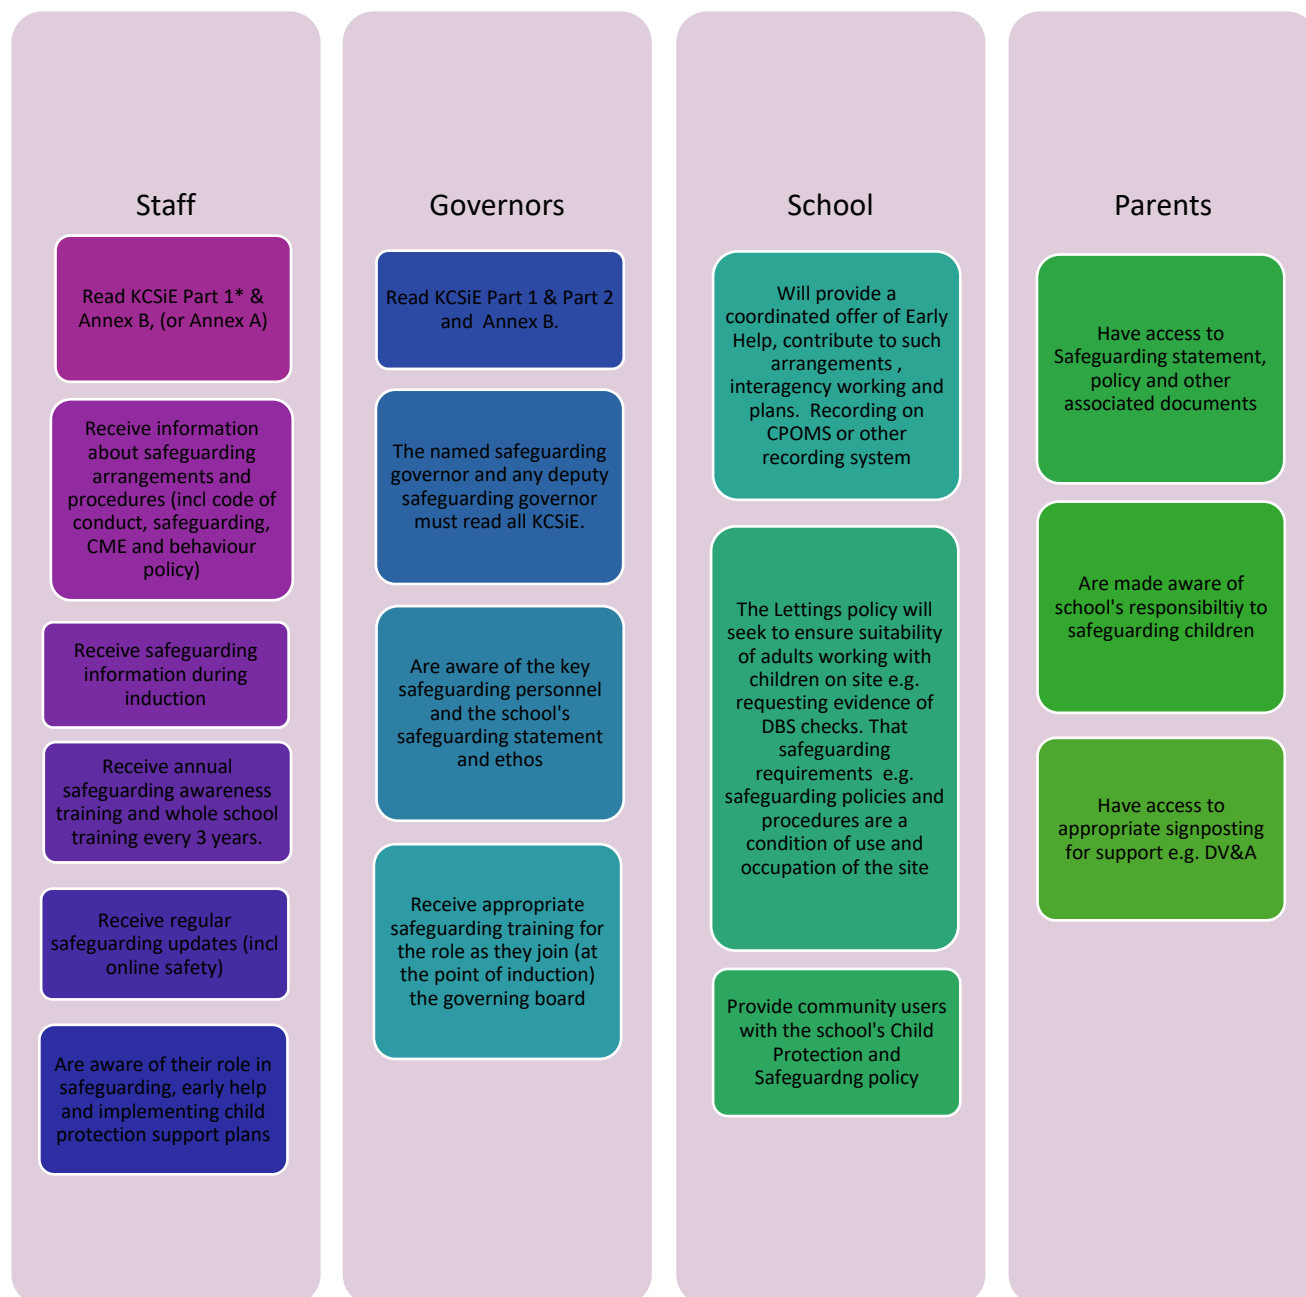 Staff
Read KCSiE Part 1* &
Annex B, (or Annex A)
Receive information
about safeguarding
arrangements and
procedures (incl code of
conduct, safeguarding,
CME and behaviour
policy)
Receive safeguarding
information during
induction
Receive annual
safeguarding awareness
training and whole school
training every 3 years.
Receive regular
safeguarding updates (incl
online safety)
Are aware of their role in
safeguarding, early help
and implementing child
protection support plans
Governors
Read KCSiE Part 1 & Part 2
and  Annex B.
The named safeguarding
governor and any deputy
safeguarding governor
must read all KCSiE.
Are aware of the key
safeguarding personnel
and the school's
safeguarding statement
and ethos
Receive appropriate
safeguarding training for
the role as they join (at
the point of induction)
the governing board
School
Will provide a
coordinated offer of Early
Help, contribute to such
arrangements ,
interagency working and
plans.  Recording on
CPOMS or other
recording system
The Lettings policy will
seek to ensure suitability
of adults working with
children on site e.g.
requesting evidence of
DBS checks. That
safeguarding
requirements  e.g.
safeguarding policies and
procedures are a
condition of use and
occupation of the site
Provide community users
with the school's Child
Protection and
Safeguardng policy
Parents
Have access to
Safeguarding statement,
policy and other
associated documents
Are made aware of
school's responsibiltiy to
safeguarding children
Have access to
appropriate signposting
for support e.g. DV&A